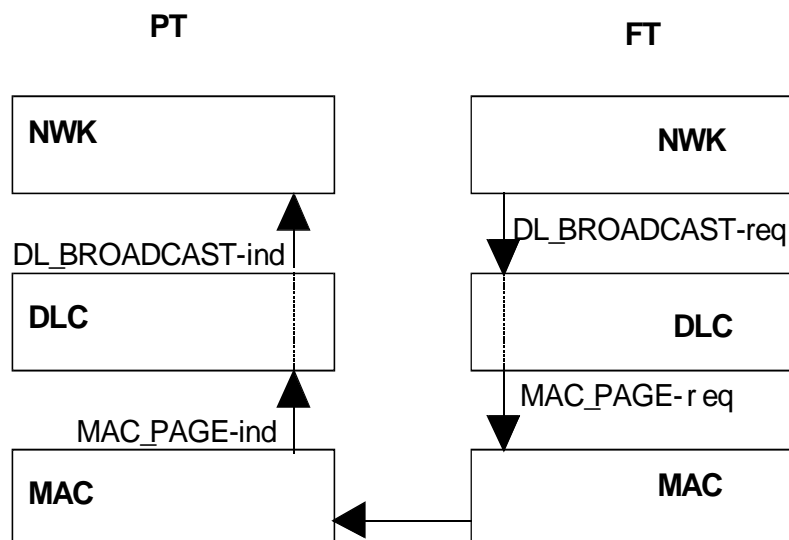 PT
FT
NWK
NWK
DL_BROADCAST-req
DL_BROADCAST-ind
DLC
DLC
MAC_PAGE-r eq
MAC_PAGE-ind
MAC
MAC